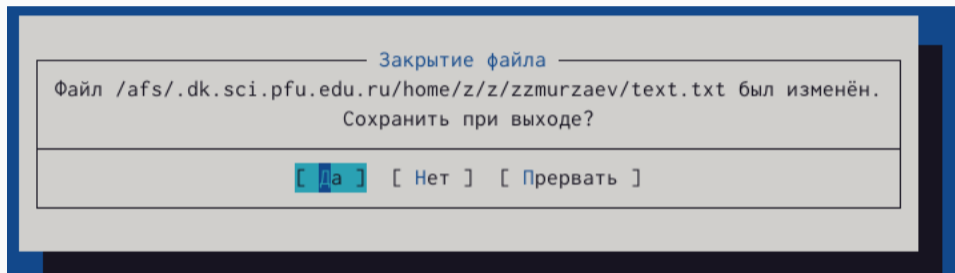 Закрытие файла
Файл /afs/.dk.sci.pfu.edu.ru/home/z/z/zzmurzaev/text.txt был изменён.
Сохранить при выходе?
[ Да ] [ Нет ] [ Прервать ]